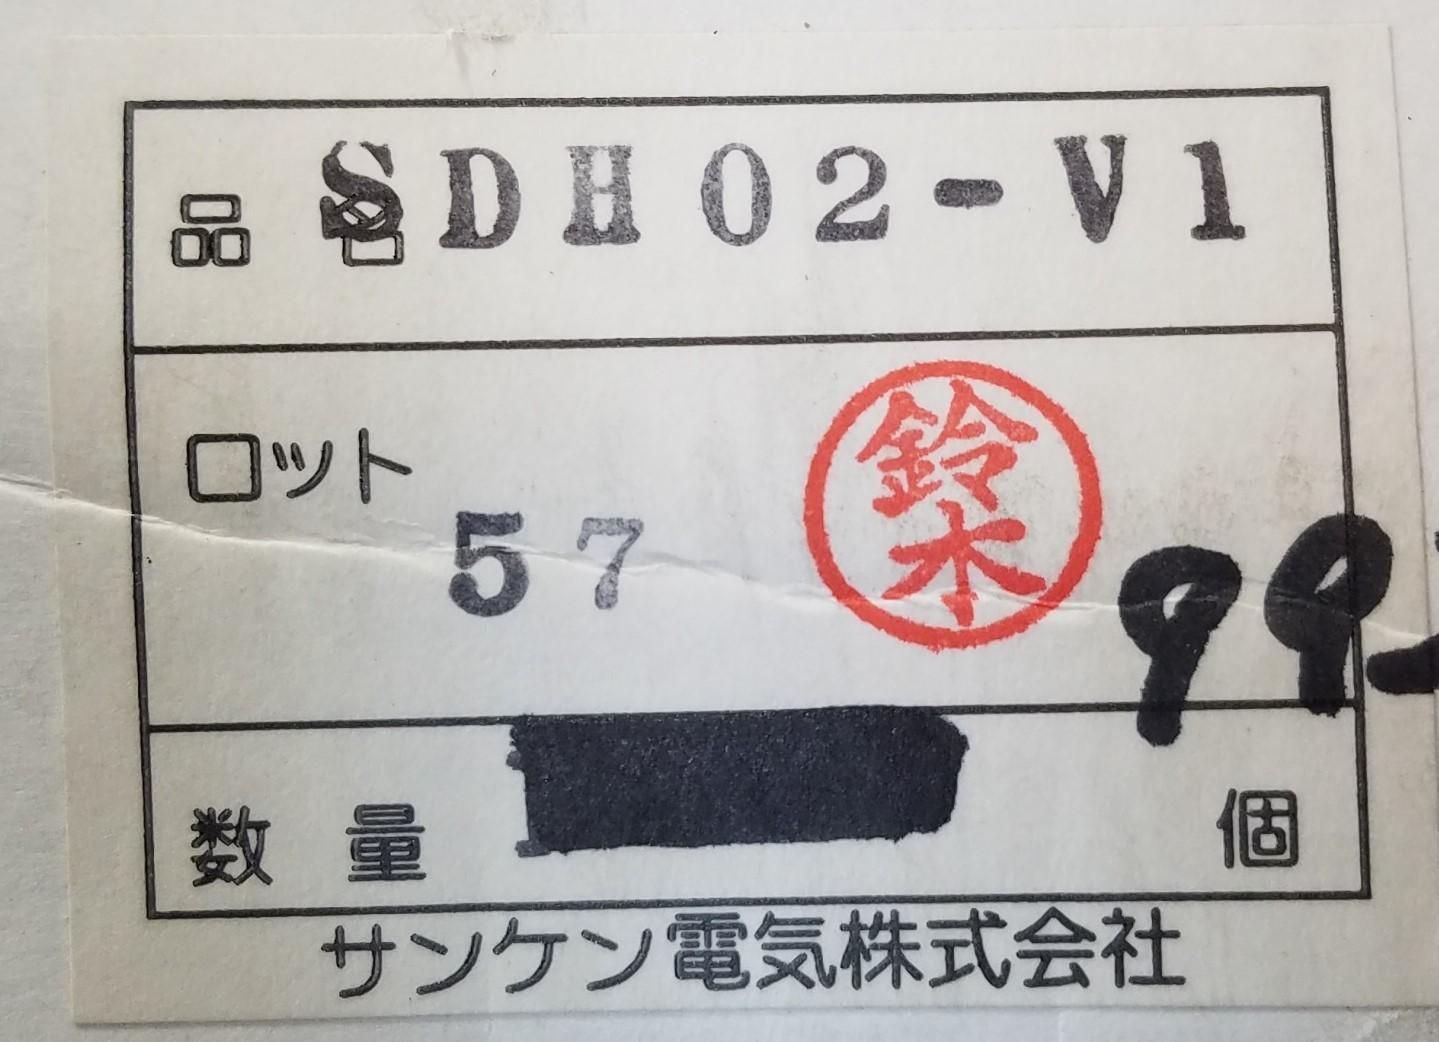 品名 SDH02-V1
ロット
57
鈴木
99-
数量 個
サンケン電気株式会社